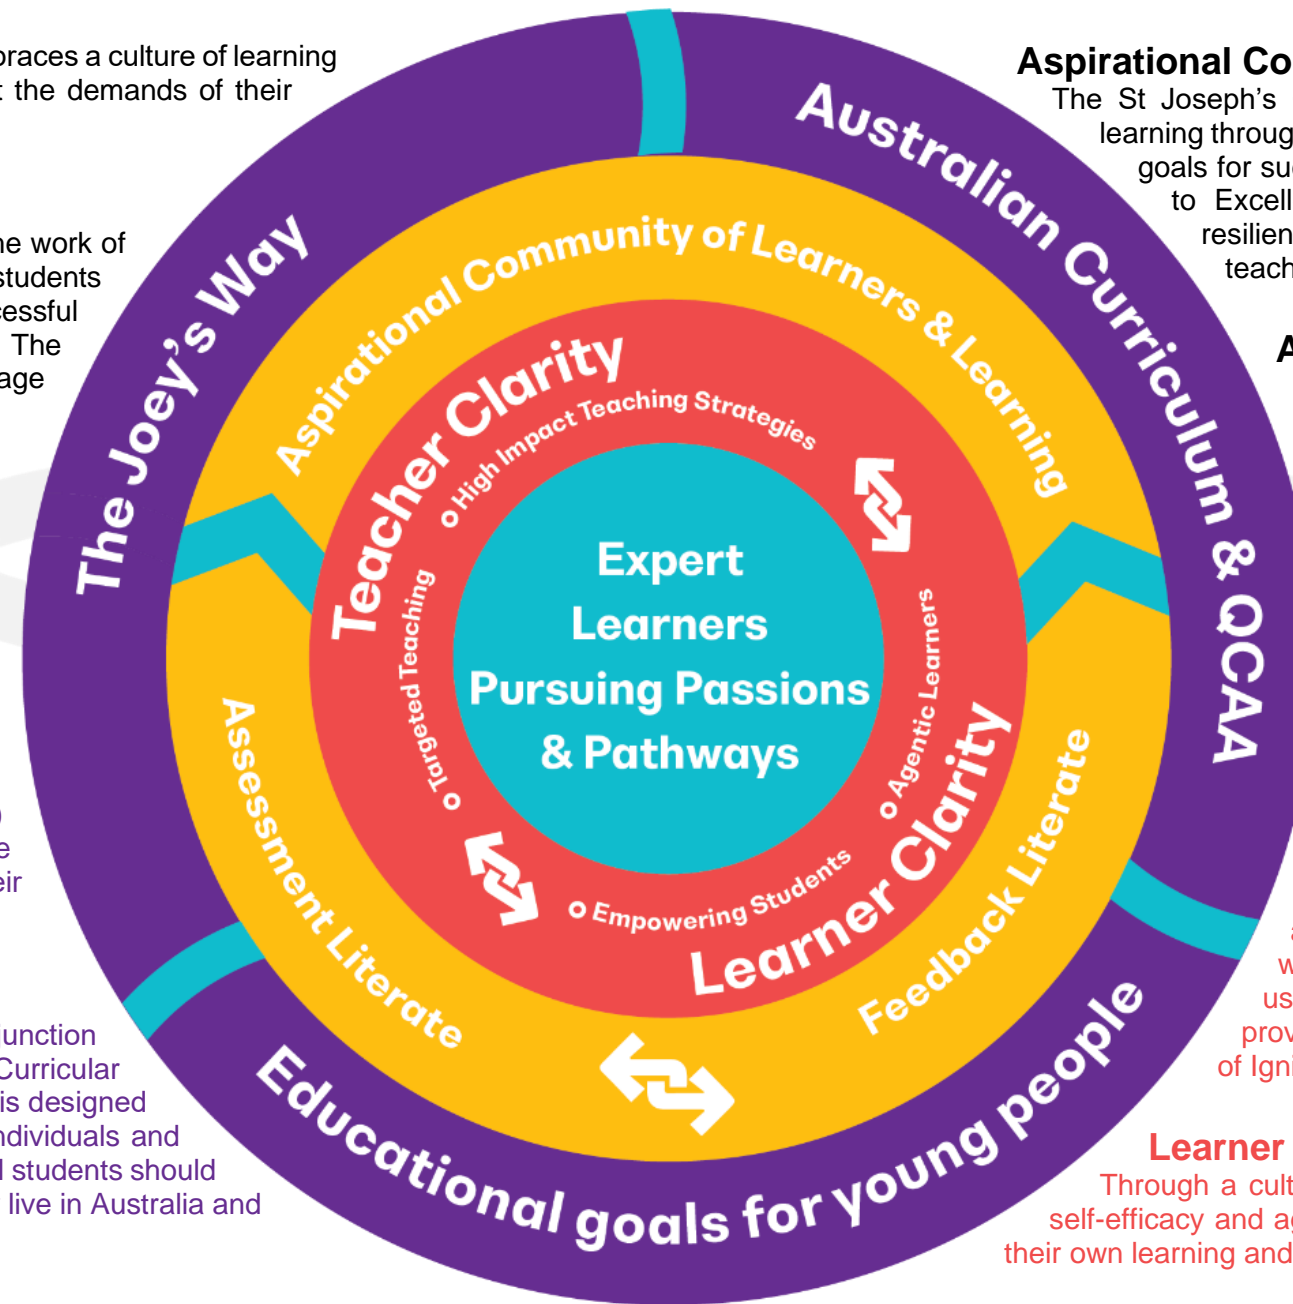 braces a culture of learning
t the demands of their
he work of
students
cessful
The
age
e
eir
junction
Curricular
is designed
ndividuals and
l students should
live in Australia and
The Joey's Way
Australian Curriculum & QCAA
Educational goals for young people
Aspirational Community of Learners & Learning
Assessment Literate
Feedback Literate
Teacher Clarity
High Impact Teaching Strategies
Targeted Teaching
Agentic Learners
Empowering Students
Learner Clarity
Expert
Learners
Pursuing Passions
& Pathways
Aspirational Co
The St Joseph's
learning throug
goals for su
to Excell
resilien
teach
A
a
w
us
prov
of Igni
Learner
Through a cult
self-efficacy and ag
their own learning and